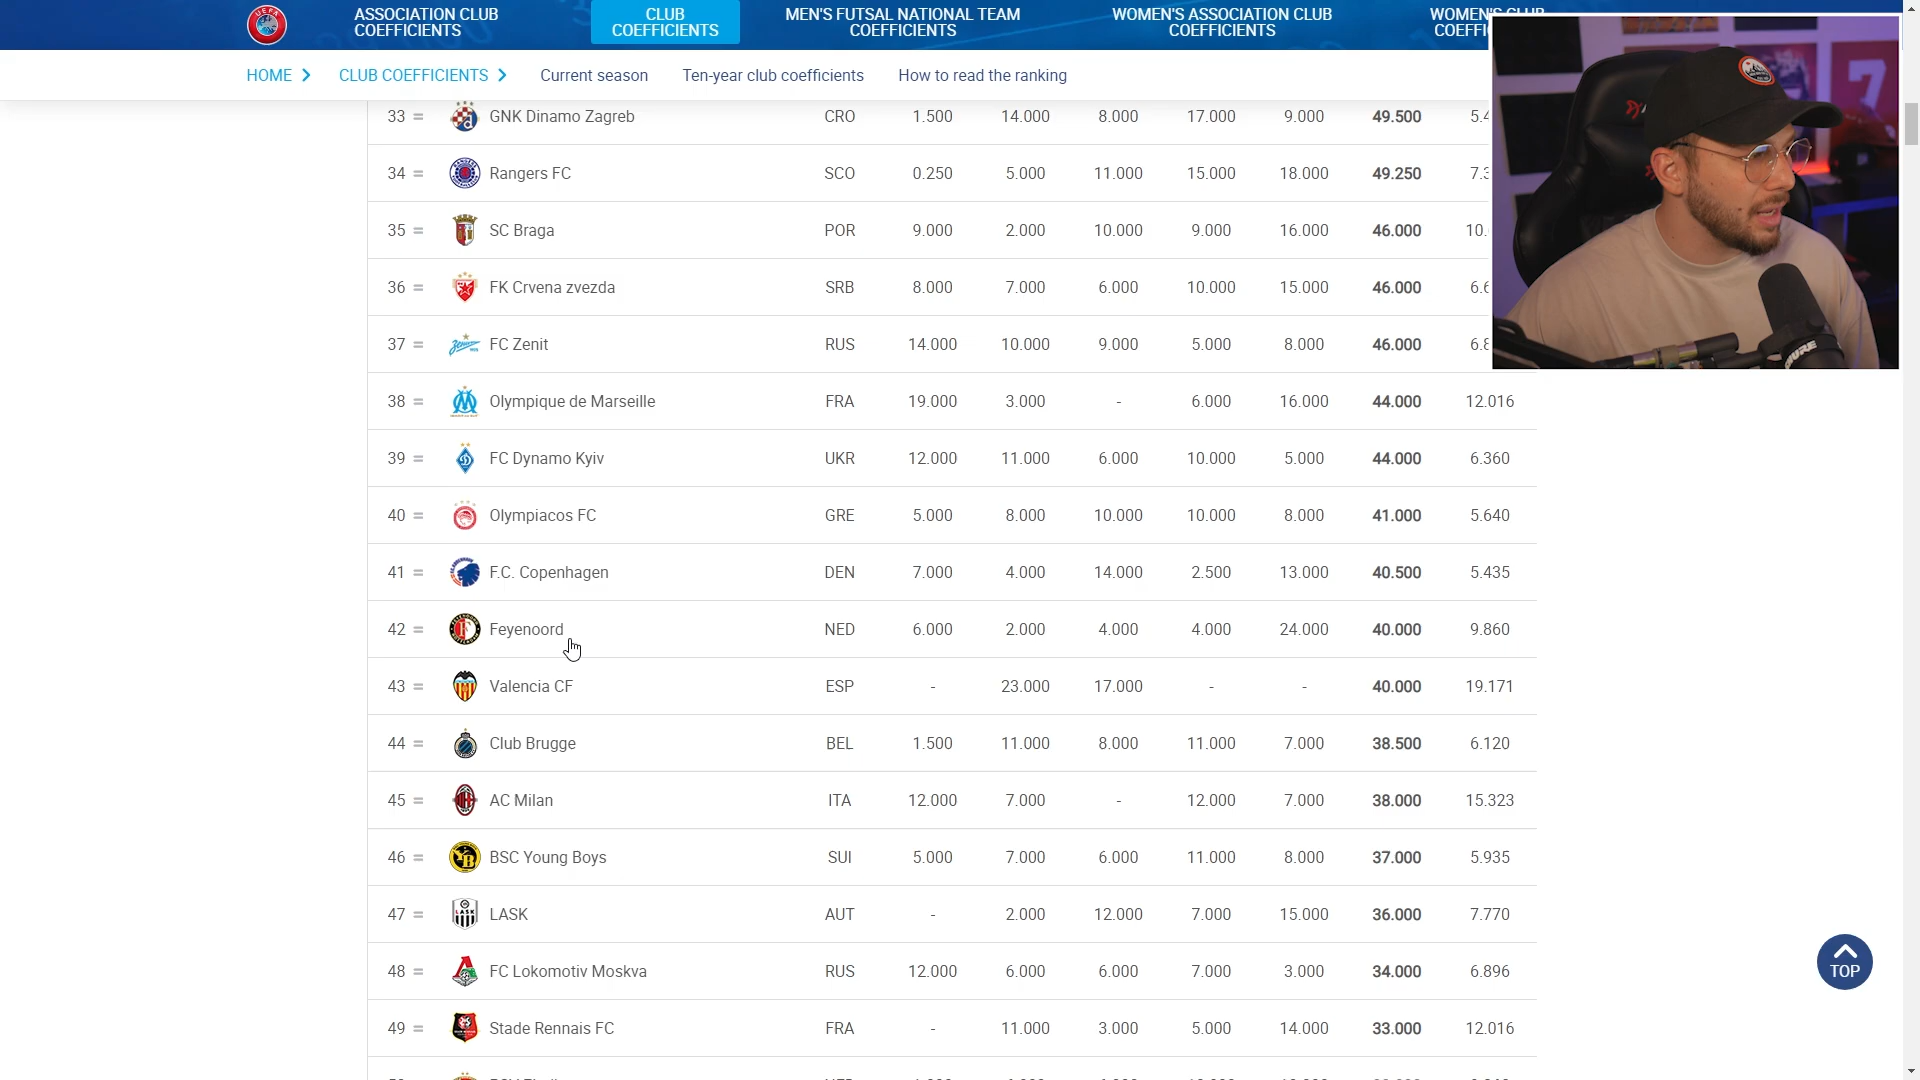 ASSOCIATION CLUB
COEFFICIENTS
CLUB
COEFFICIENTS
MEN'S FUTSAL NATIONAL TEAM
COEFFICIENTS
WOMEN'S ASSOCIATION CLUB
COEFFICIENTS
WOMEN'S CLUB
COEFFI
HOME CLUB COEFFICIENTS Current season Ten-year club coefficients How to read the ranking
33 = GNK Dinamo Zagreb CRO 1.500 14.000 8.000 17.000 9.000 49.500 5.4
34 = Rangers FC SCO 0.250 5.000 11.000 15.000 18.000 49.250 7.3
35 = SC Braga POR 9.000 2.000 10.000 9.000 16.000 46.000 10.
36 = FK Crvena zvezda SRB 8.000 7.000 6.000 10.000 15.000 46.000 6.6
37 = FC Zenit RUS 14.000 10.000 9.000 5.000 8.000 46.000 6.8
38 = Olympique de Marseille FRA 19.000 3.000 - 6.000 16.000 44.000 12.016
39 = FC Dynamo Kyiv UKR 12.000 11.000 6.000 10.000 5.000 44.000 6.360
40 = Olympiacos FC GRE 5.000 8.000 10.000 10.000 8.000 41.000 5.640
41 = F.C. Copenhagen DEN 7.000 4.000 14.000 2.500 13.000 40.500 5.435
42 = Feyenoord NED 6.000 2.000 4.000 4.000 24.000 40.000 9.860
43 = Valencia CF ESP - 23.000 17.000 - - 40.000 19.171
44 = Club Brugge BEL 1.500 11.000 8.000 11.000 7.000 38.500 6.120
45 = AC Milan ITA 12.000 7.000 - 12.000 7.000 38.000 15.323
46 = BSC Young Boys SUI 5.000 7.000 6.000 11.000 8.000 37.000 5.935
47 = LASK AUT - 2.000 12.000 7.000 15.000 36.000 7.770
48 = FC Lokomotiv Moskva RUS 12.000 6.000 6.000 7.000 3.000 34.000 6.896
49 = Stade Rennais FC FRA - 11.000 3.000 5.000 14.000 33.000 12.016
TOP
7
SHURE